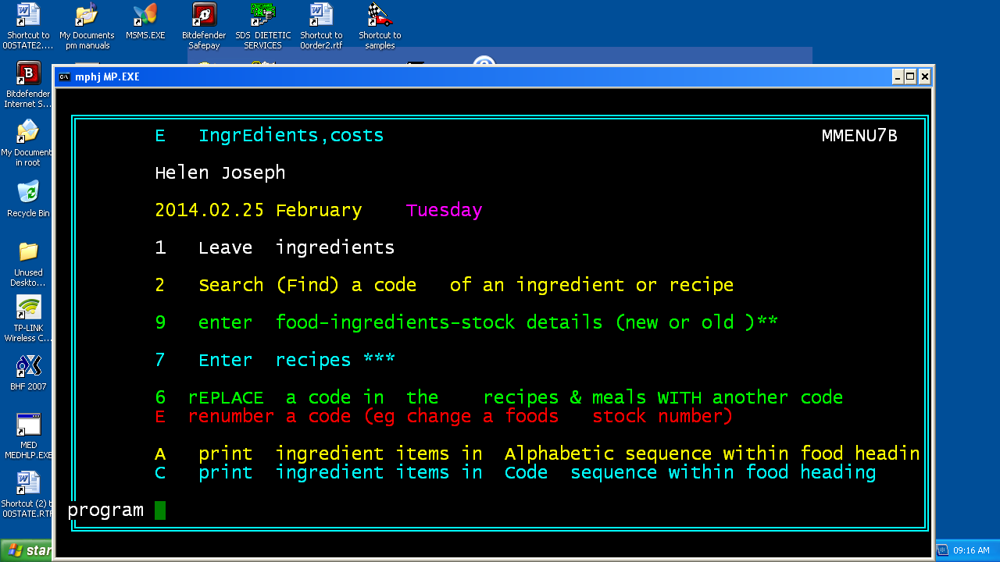 Shortcut to
00STATE2....
My Documents
pm manuals
MSMS.EXE
Bitdefender
Safepay
SDS DIETETIC
SERVICES
Shortcut to
0order2.rtf
Shortcut to
samples
Bitdefender
Internet S...
My Document
in root
Recycle Bin
Unused
Deskto...
TP-LINK
Wireless C...
BHF 2007
MED
MEDHLP.EXE
Shortcut (2) t
00STATE.RTF
mphj MP.EXE
E IngrEdients,costs MMENU7B
Helen Joseph
2014.02.25 February Tuesday
1 Leave ingredients
2 Search (Find) a code of an ingredient or recipe
9 enter food-ingredients-stock details (new or old )**
7 Enter recipes ***
6 rEPLACE a code in the recipes & meals WITH another code
E renumber a code (eg change a foods stock number)
A print ingredient items in Alphabetic sequence within food headin
C print ingredient items in Code sequence within food heading
program
star
09:16 AM